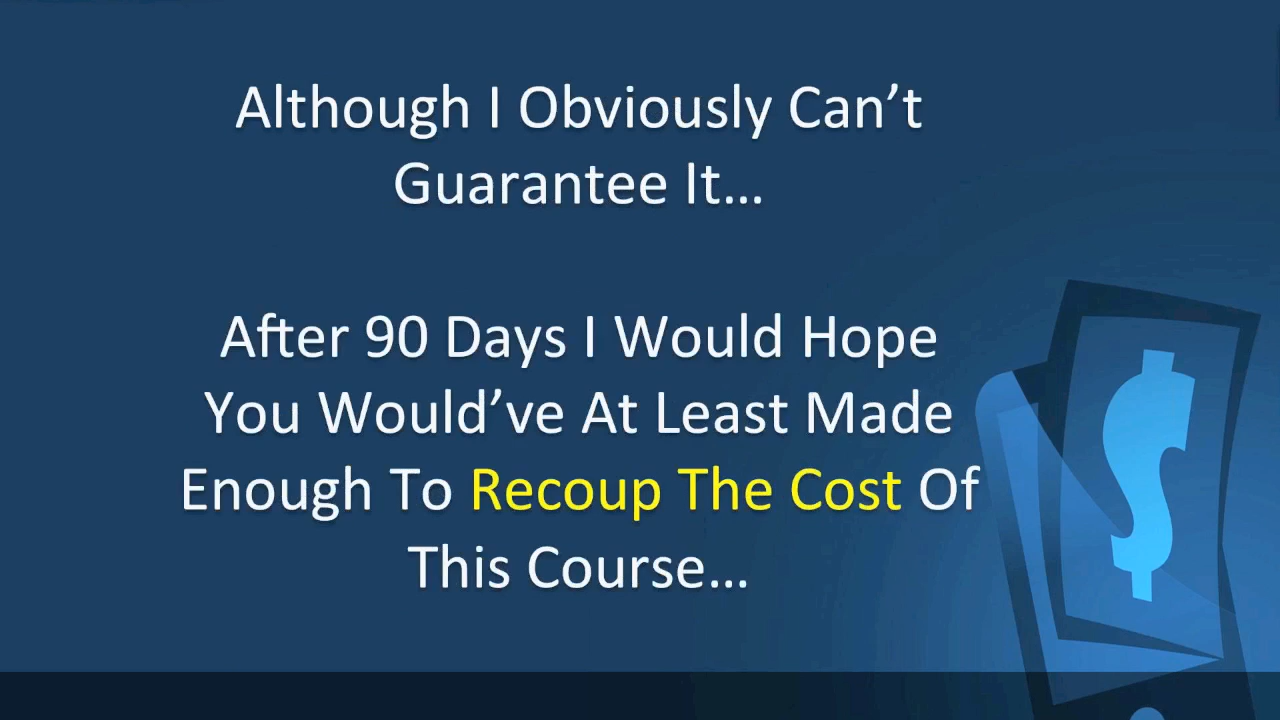 Although I Obviously Can’t
Guarantee It…
After 90 Days I Would Hope
You Would’ve At Least Made
Enough To Recoup The Cost Of
This Course…